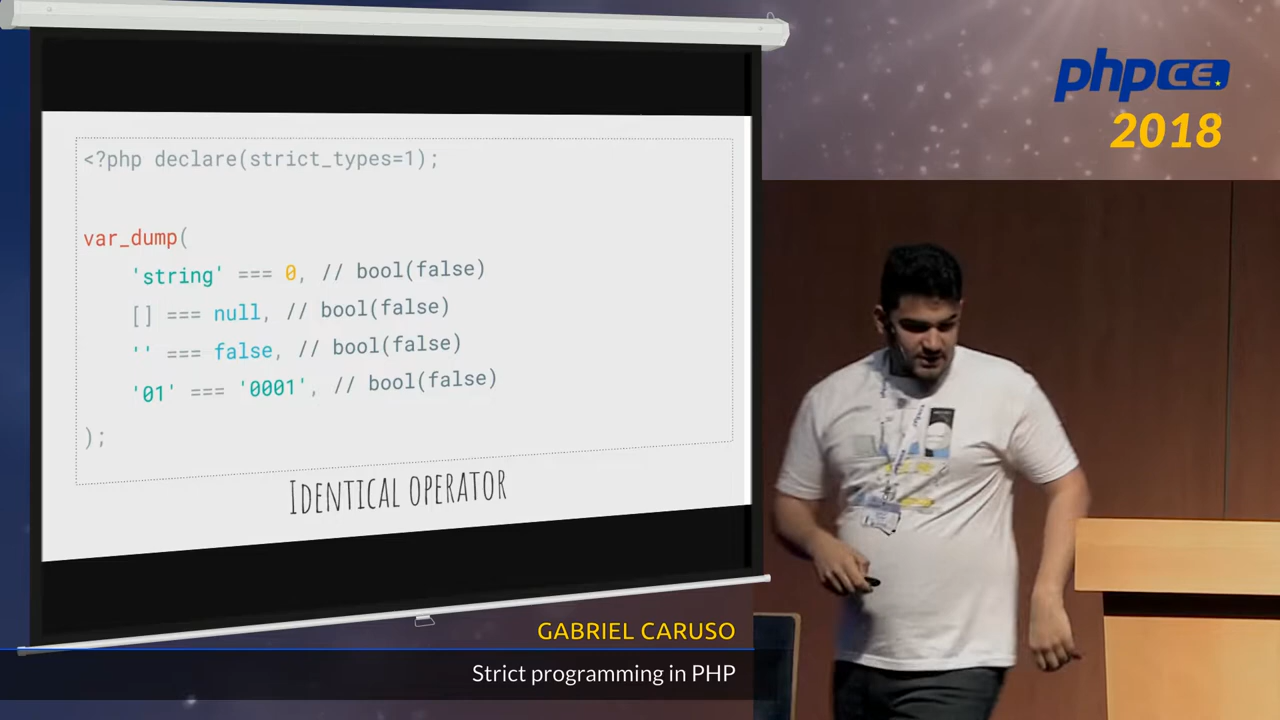 <?php declare(strict_types=1);
var_dump(
'string' === 0, // bool(false)
[] === null, // bool(false)
'' === false, // bool(false)
'01' === '0001', // bool(false)
);
IDENTICAL OPERATOR
phpce.
2018
GABRIEL CARUSO
Strict programming in PHP